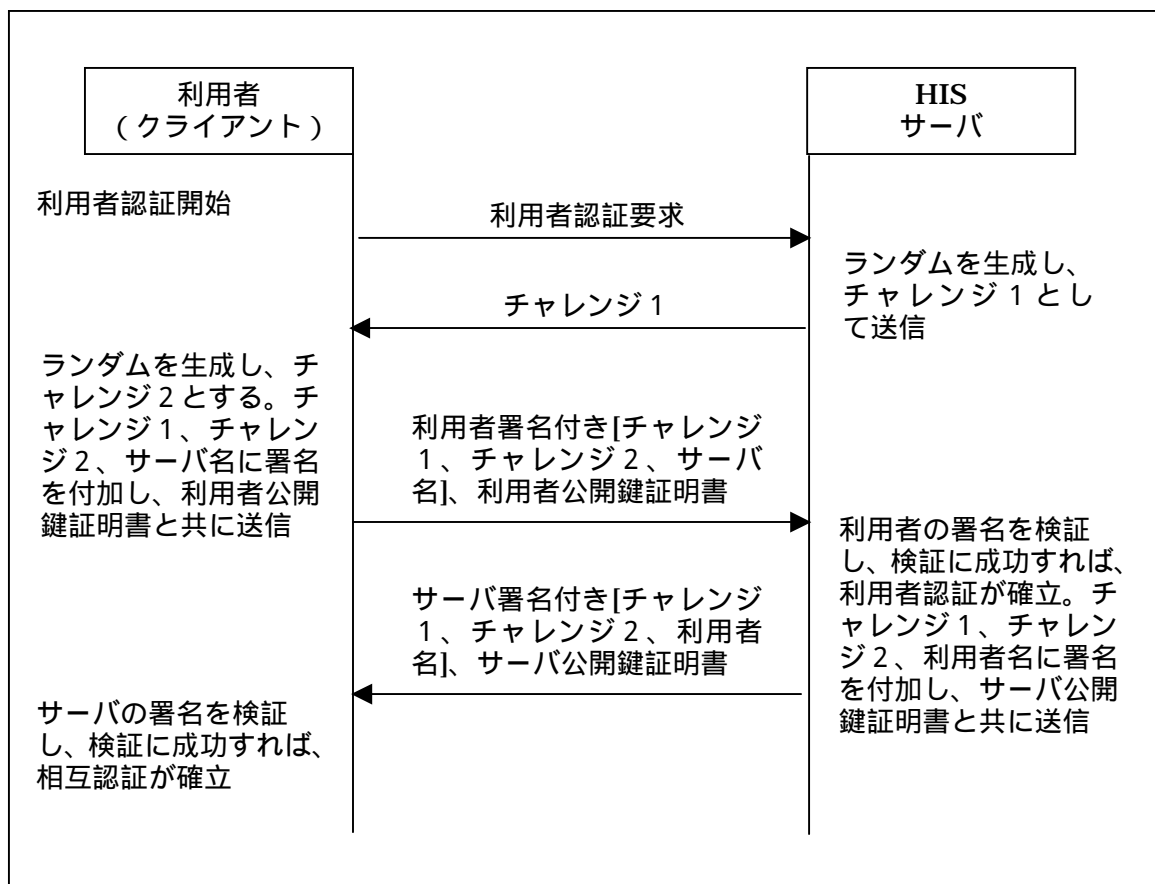 利用者
（クライアント）
HIS
サーバ
利用者認証開始
利用者認証要求
ランダムを生成し、
チャレンジ１とし
て送信
チャレンジ１
ランダムを生成し、チ
ャレンジ２とする。チ
ャレンジ１、チャレン
ジ２、サーバ名に署名
を付加し、利用者公開
鍵証明書と共に送信
利用者署名付き[チャレンジ
１、チャレンジ２、サーバ
名]、利用者公開鍵証明書
利用者の署名を検証
し、検証に成功すれば、
利用者認証が確立。チ
ャレンジ１、チャレン
ジ２、利用者名に署名
を付加し、サーバ公開
鍵証明書と共に送信
サーバ署名付き[チャレンジ
１、チャレンジ２、利用者
名]、サーバ公開鍵証明書
サーバの署名を検証
し、検証に成功すれば、
相互認証が確立